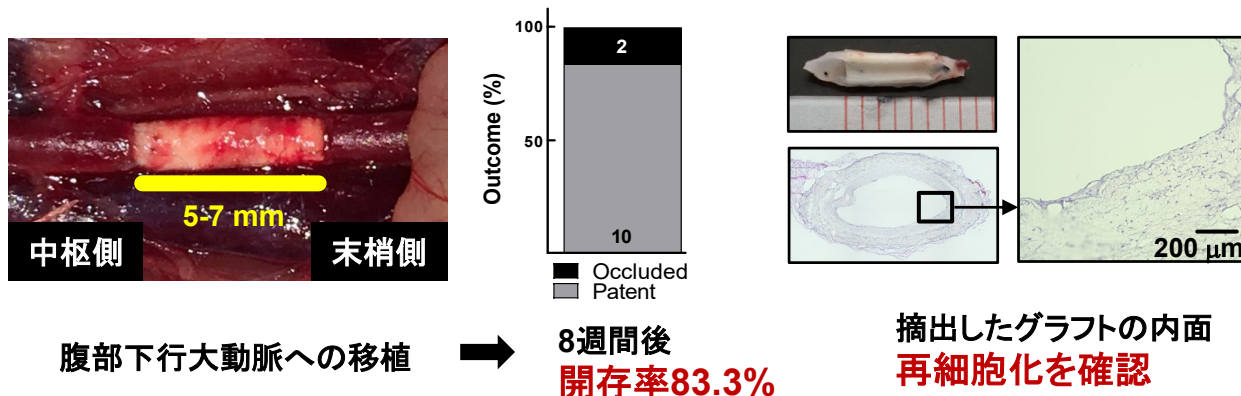 5-7 mm
中枢側
末梢側
腹部下行大動脈への移植
Outcome (%)
100
50
2
10
Occluded
Patent
8週間後
開存率83.3%
200 μm
摘出したグラフトの内面
再細胞化を確認